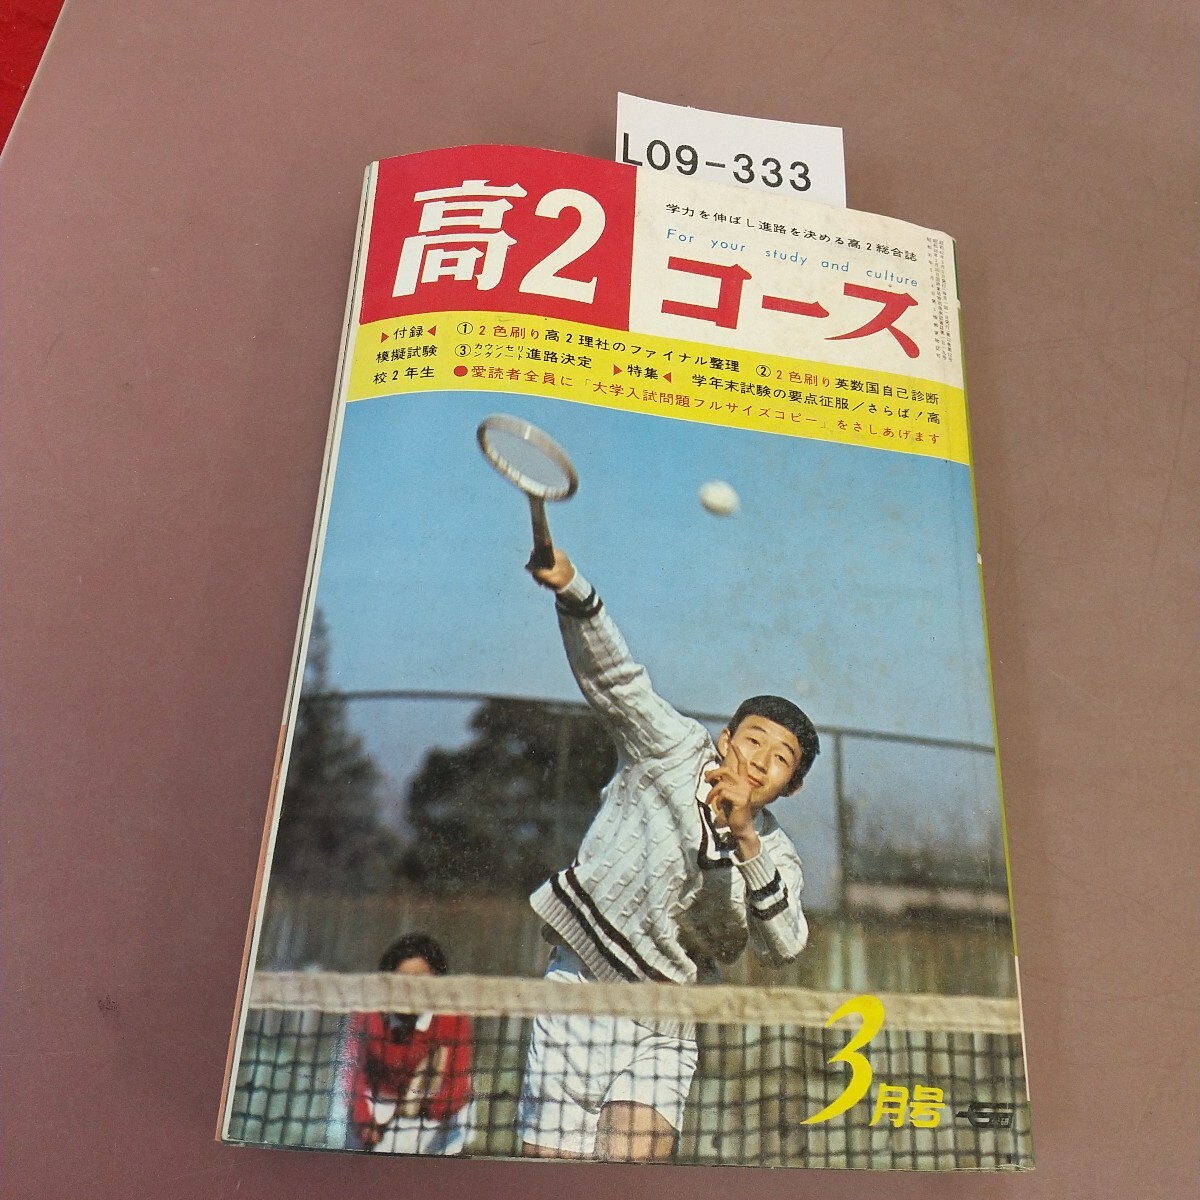 L09-333
高2
コース
学力を伸ばし進路を決める高2総合誌
For your study and culture
▶付録◀ ①2色刷り高2理社のファイナル整理 ②2色刷り英数国自己診断
模擬試験 ③カウンセリングノート進路決定 ▶特集◀ 学年末試験の要点征服/さらば!高
校2年生 ●愛読者全員に「大学入試問題フルサイズコピー」をさしあげます
3月号